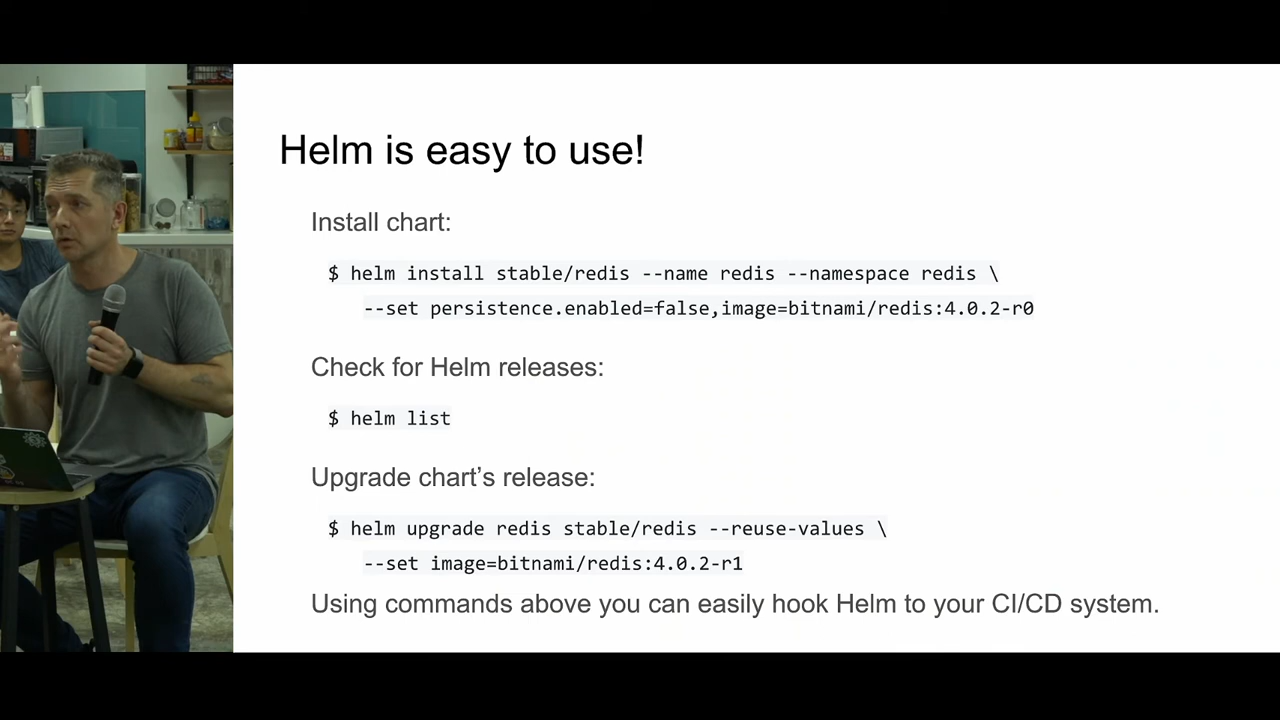 Helm is easy to use!
Install chart:
$ helm install stable/redis --name redis --namespace redis \
--set persistence.enabled=false,image=bitnami/redis:4.0.2-r0
Check for Helm releases:
$ helm list
Upgrade chart’s release:
$ helm upgrade redis stable/redis --reuse-values \
--set image=bitnami/redis:4.0.2-r1
Using commands above you can easily hook Helm to your CI/CD system.